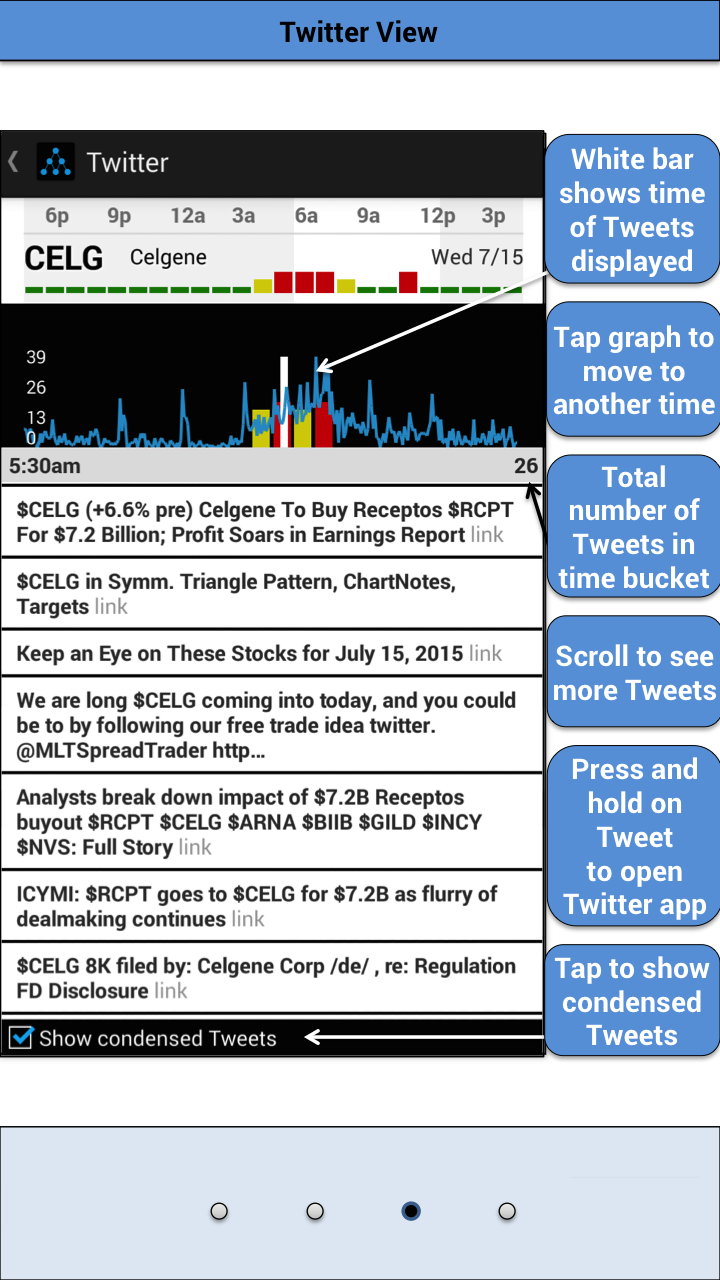 Twitter View
Twitter
6p 9p 12a 3a 6a 9a 12p 3p
CELG Celgene Wed 7/15
39
26
13
0
5:30am 26
$CELG (+6.6% pre) Celgene To Buy Receptos $RCPT
For $7.2 Billion; Profit Soars in Earnings Report link
$CELG in Symm. Triangle Pattern, ChartNotes,
Targets link
Keep an Eye on These Stocks for July 15, 2015 link
We are long $CELG coming into today, and you could
be to by following our free trade idea twitter.
@MLTSpreadTrader http...
Analysts break down impact of $7.2B Receptos
buyout $RCPT $CELG $ARNA $BIIB $GILD $INCY
$NVS: Full Story link
ICYMI: $RCPT goes to $CELG for $7.2B as flurry of
dealmaking continues link
$CELG 8K filed by: Celgene Corp /de/ , re: Regulation
FD Disclosure link
Show condensed Tweets
White bar
shows time
of Tweets
displayed
Tap graph to
move to
another time
Total
number of
Tweets in
time bucket
Scroll to see
more Tweets
Press and
hold on
Tweet
to open
Twitter app
Tap to show
condensed
Tweets